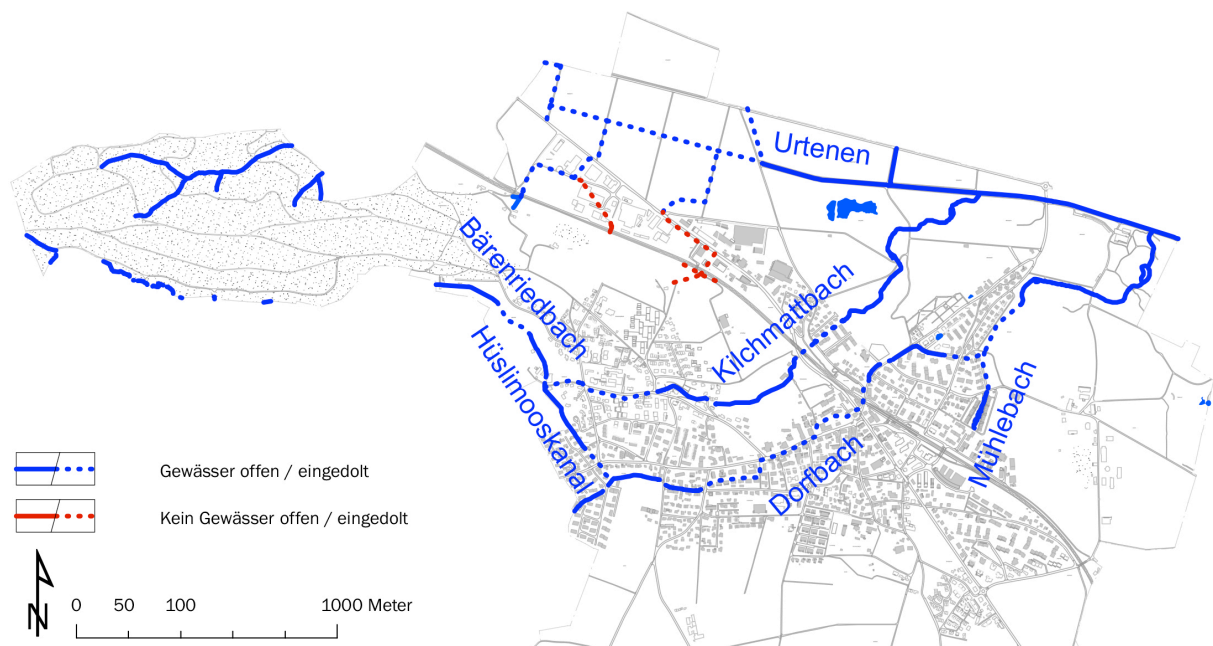 Urtenen
Bärenriedbach
Kilchmattbach
Hüslimooskanal
Mühlebach
Dorfbach
Gewässer offen / eingedolt
Kein Gewässer offen / eingedolt
N
0 50 100 1000 Meter